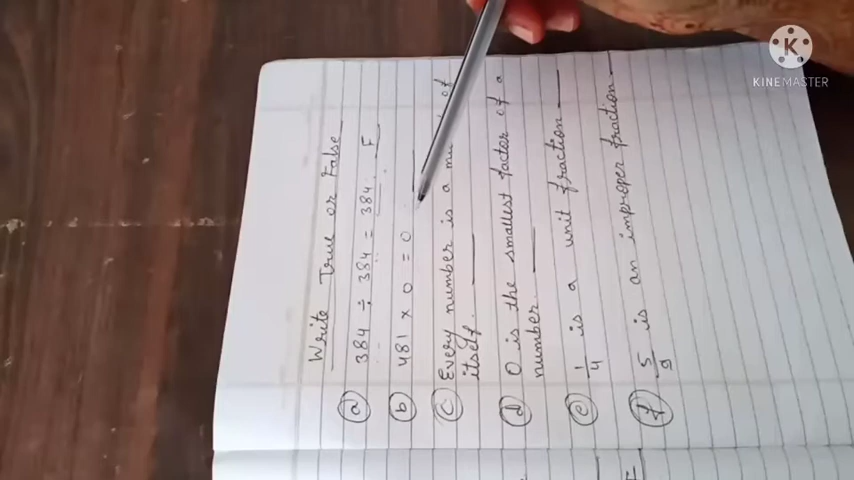 Write True or False
(a) 384 ÷ 384 = 384. F
(b) 481 × 0 = 0
(c) Every number is a of
itself.
(d) 0 is the smallest factor of a
number.
(e) 1/4 is a unit fraction
(f) 5/9 is an improper fraction
KINEMASTER